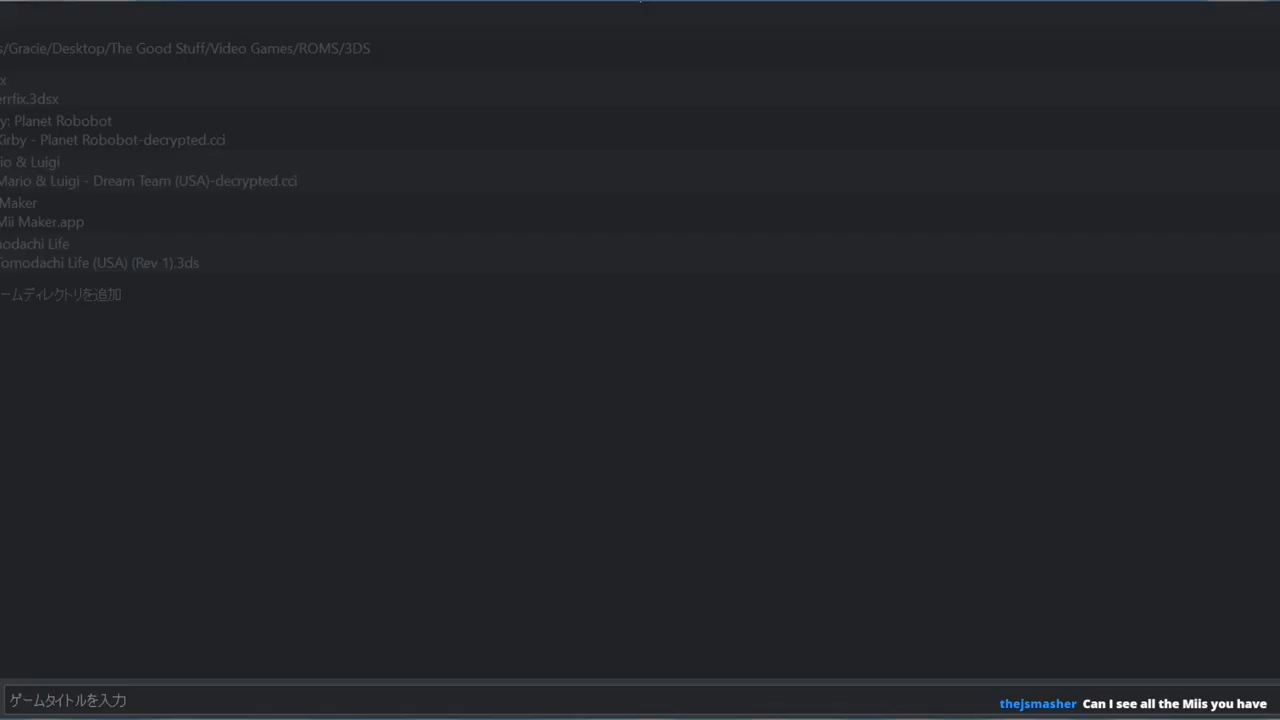 s/Gracie/Desktop/The Good Stuff/Video Games/ROMS/3DS
x
errfix.3dsx
y: Planet Robobot
Kirby - Planet Robobot-decrypted.cci
io & Luigi
Mario & Luigi - Dream Team (USA)-decrypted.cci
Maker
Mii Maker.app
nodachi Life
Tomodachi Life (USA) (Rev 1).3ds
ームディレクトリを追加
ゲームタイトルを入力
thejsmasher Can I see all the Miis you have